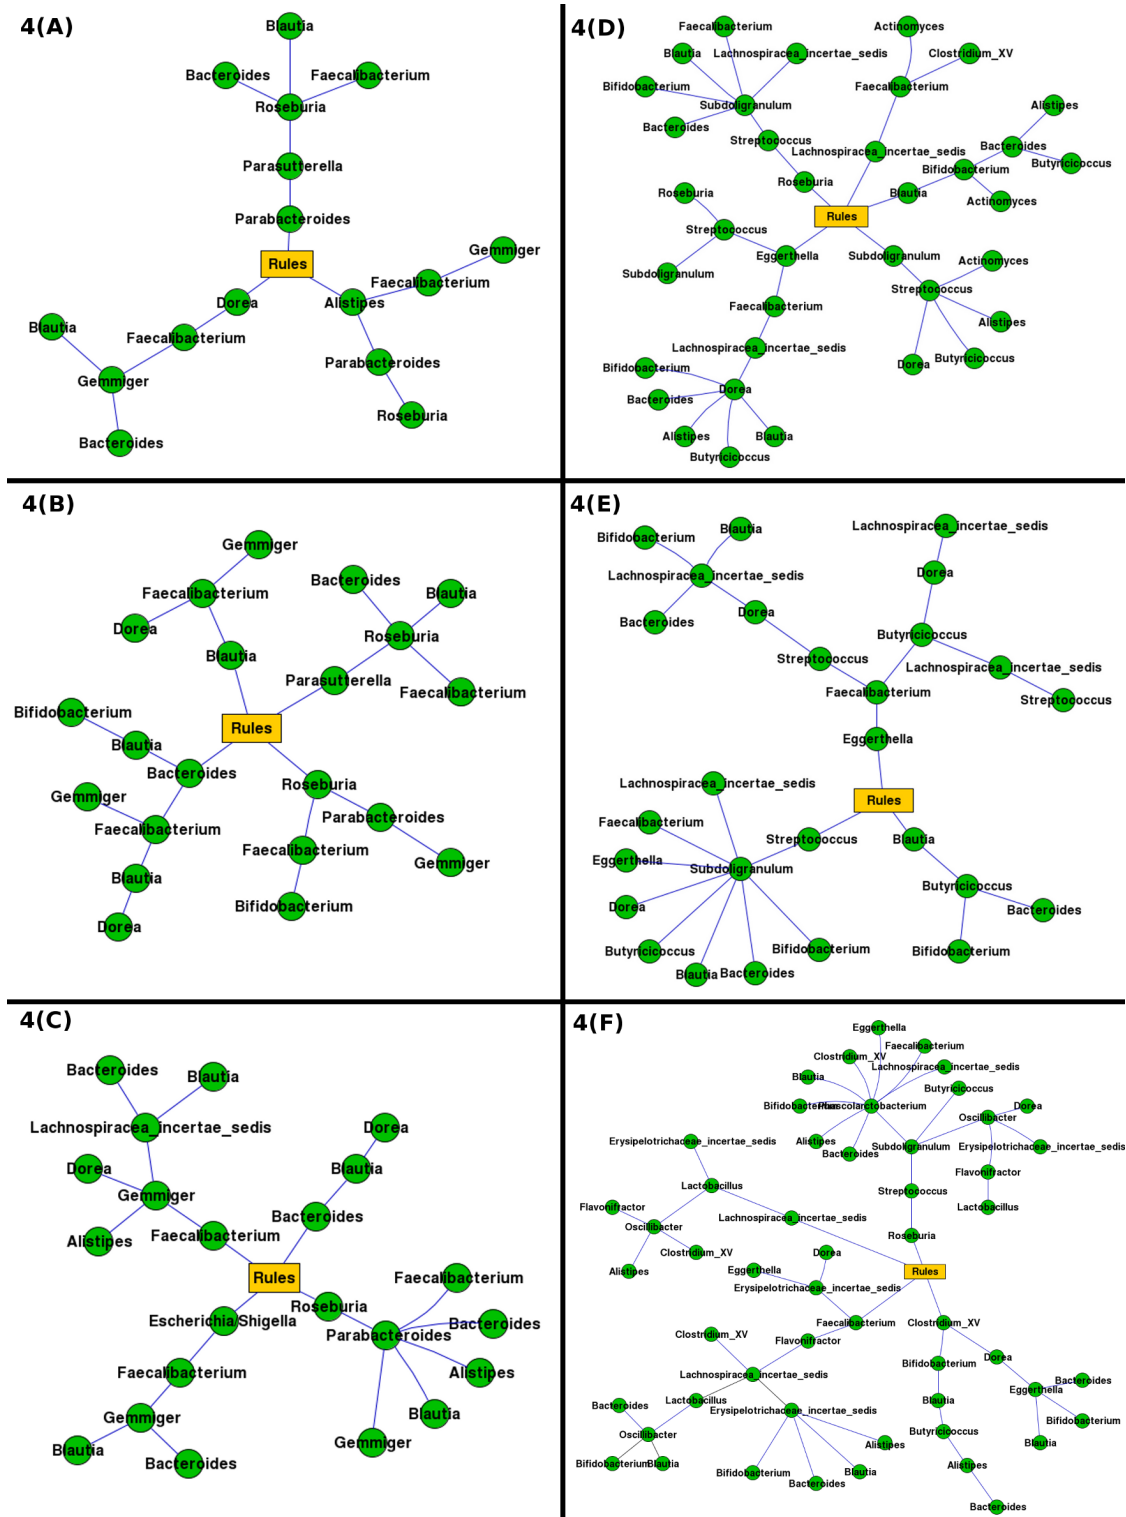 4(A)
Blautia
Bacteroides
Faecalibacterium
Roseburia
Parasutterella
Parabacteroides
Rules
Gemmiger
Faecalibacterium
Dorea
Alistipes
Blautia
Faecalibacterium
Parabacteroides
Gemmiger
Roseburia
Bacteroides
4(D)
Faecalibacterium
Actinomyces
Blautia
Lachnospiracea_incertae_sedis
Clostridium_XV
Bifidobacterium
Faecalibacterium
Subdoligranulum
Alistipes
Bacteroides
Streptococcus
Lachnospiracea_incertae_sedis
Bacteroides
Butyricicoccus
Bifidobacterium
Roseburia
Blautia
Actinomyces
Roseburia
Rules
Streptococcus
Eggerthella
Subdoligranulum
Actinomyces
Subdoligranulum
Streptococcus
Faecalibacterium
Alistipes
Lachnospiracea_incertae_sedis
Butyricicoccus
Dorea
Bifidobacterium
Dorea
Bacteroides
Alistipes
Blautia
Butyricicoccus
4(B)
Gemmiger
Faecalibacterium
Bacteroides
Blautia
Dorea
Roseburia
Blautia
Parasutterella
Faecalibacterium
Bifidobacterium
Rules
Blautia
Bacteroides
Roseburia
Gemmiger
Parabacteroides
Faecalibacterium
Faecalibacterium
Gemmiger
Blautia
Bifidobacterium
Dorea
4(E)
Lachnospiracea_incertae_sedis
Bifidobacterium
Blautia
Lachnospiracea_incertae_sedis
Dorea
Bacteroides
Dorea
Butyricicoccus
Streptococcus
Lachnospiracea_incertae_sedis
Faecalibacterium
Streptococcus
Eggerthella
Lachnospiracea_incertae_sedis
Rules
Faecalibacterium
Streptococcus
Blautia
Eggerthella
Subdoligranulum
Butyricicoccus
Dorea
Bacteroides
Butyricicoccus
Bifidobacterium
Bifidobacterium
Blautia
Bacteroides
4(C)
Bacteroides
Blautia
Lachnospiracea_incertae_sedis
Dorea
Dorea
Blautia
Gemmiger
Bacteroides
Alistipes
Faecalibacterium
Rules
Faecalibacterium
Roseburia
Escherichia/Shigella
Bacteroides
Parabacteroides
Faecalibacterium
Alistipes
Gemmiger
Blautia
Blautia
Gemmiger
Bacteroides
4(F)
Eggerthella
Faecalibacterium
Clostridium_XV
Lachnospiracea_incertae_sedis
Blautia
Butyricicoccus
Bifidobacterium
Phascolarctobacterium
Dorea
Oscillibacter
Erysipelotrichaceae_incertae_sedis
Alistipes
Subdoligranulum
Erysipelotrichaceae_incertae_sedis
Bacteroides
Flavonifractor
Lactobacillus
Streptococcus
Flavonifractor
Lactobacillus
Lachnospiracea_incertae_sedis
Oscillibacter
Roseburia
Clostridium_XV
Dorea
Alistipes
Eggerthella
Rules
Erysipelotrichaceae_incertae_sedis
Faecalibacterium
Clostridium_XV
Clostridium_XV
Flavonifractor
Bifidobacterium
Dorea
Lachnospiracea_incertae_sedis
Bacteroides
Eggerthella
Lactobacillus
Blautia
Bacteroides
Erysipelotrichaceae_incertae_sedis
Bifidobacterium
Oscillibacter
Butyricicoccus
Alistipes
Blautia
Bifidobacterium
Blautia
Alistipes
Bifidobacterium
Blautia
Bacteroides
Bacteroides